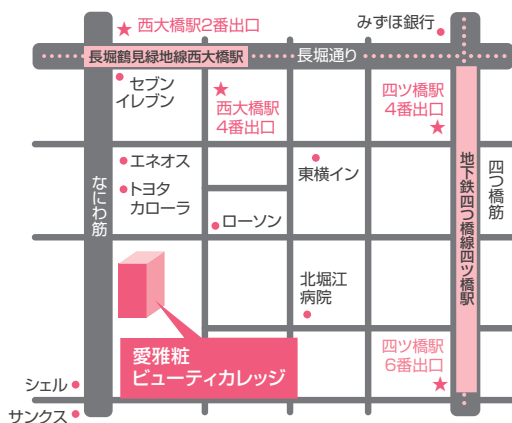 西大橋駅2番出口
みずほ銀行
長堀鶴見緑地線西大橋駅
長堀通り
セブン
イレブン
西大橋駅
4番出口
四ツ橋駅
4番出口
エネオス
トヨタ
カローラ
東横イン
なにわ筋
地下鉄四つ橋線四ツ橋駅
四つ橋筋
ローソン
北堀江
病院
愛雅粧
ビューティカレッジ
四ツ橋駅
6番出口
シェル
サンクス